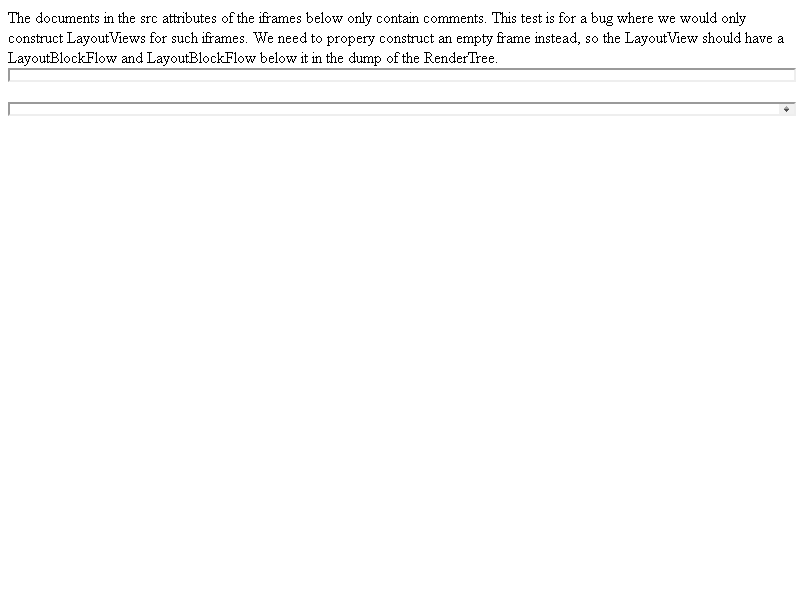 The documents in the src attributes of the iframes below only contain comments. This test is for a bug where we would only
construct LayoutViews for such iframes. We need to propery construct an empty frame instead, so the LayoutView should have a
LayoutBlockFlow and LayoutBlockFlow below it in the dump of the RenderTree.